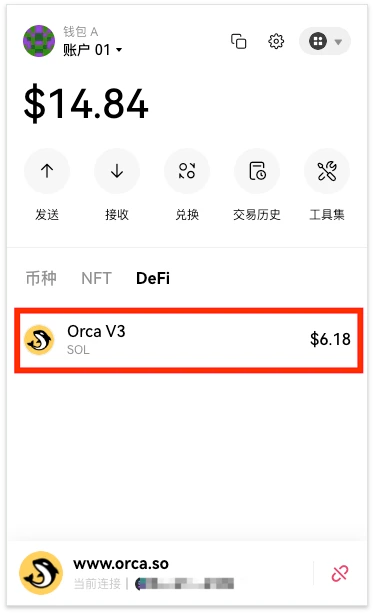 钱包 A
账户 01
$14.84
发送
接收
兑换
交易历史
工具集
币种
NFT
DeFi
Orca V3
$6.18
SOL
www.orca.so
当前连接 |